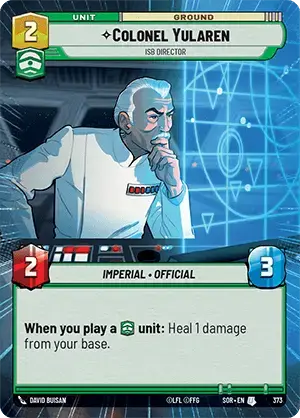 UNIT GROUND
2
✧COLONEL YULAREN
ISB DIRECTOR
2
IMPERIAL • OFFICIAL
3
When you play a unit: Heal 1 damage
from your base.
DAVID BUISAN ©LFL ©FFG SOR • EN U 373